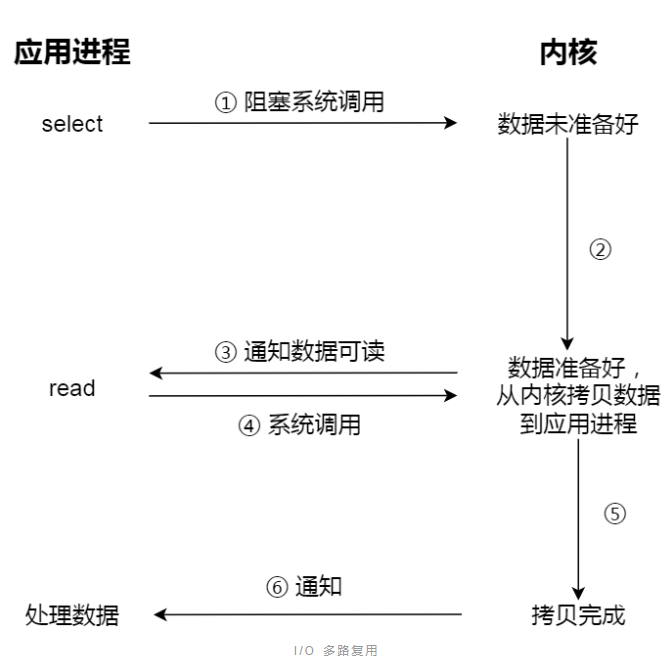 应用进程
内核
① 阻塞系统调用
select
数据未准备好
②
③ 通知数据可读
数据准备好，
read
从内核拷贝数据
④ 系统调用
到应用进程
⑤
⑥ 通知
处理数据
拷贝完成
I/O 多路复用